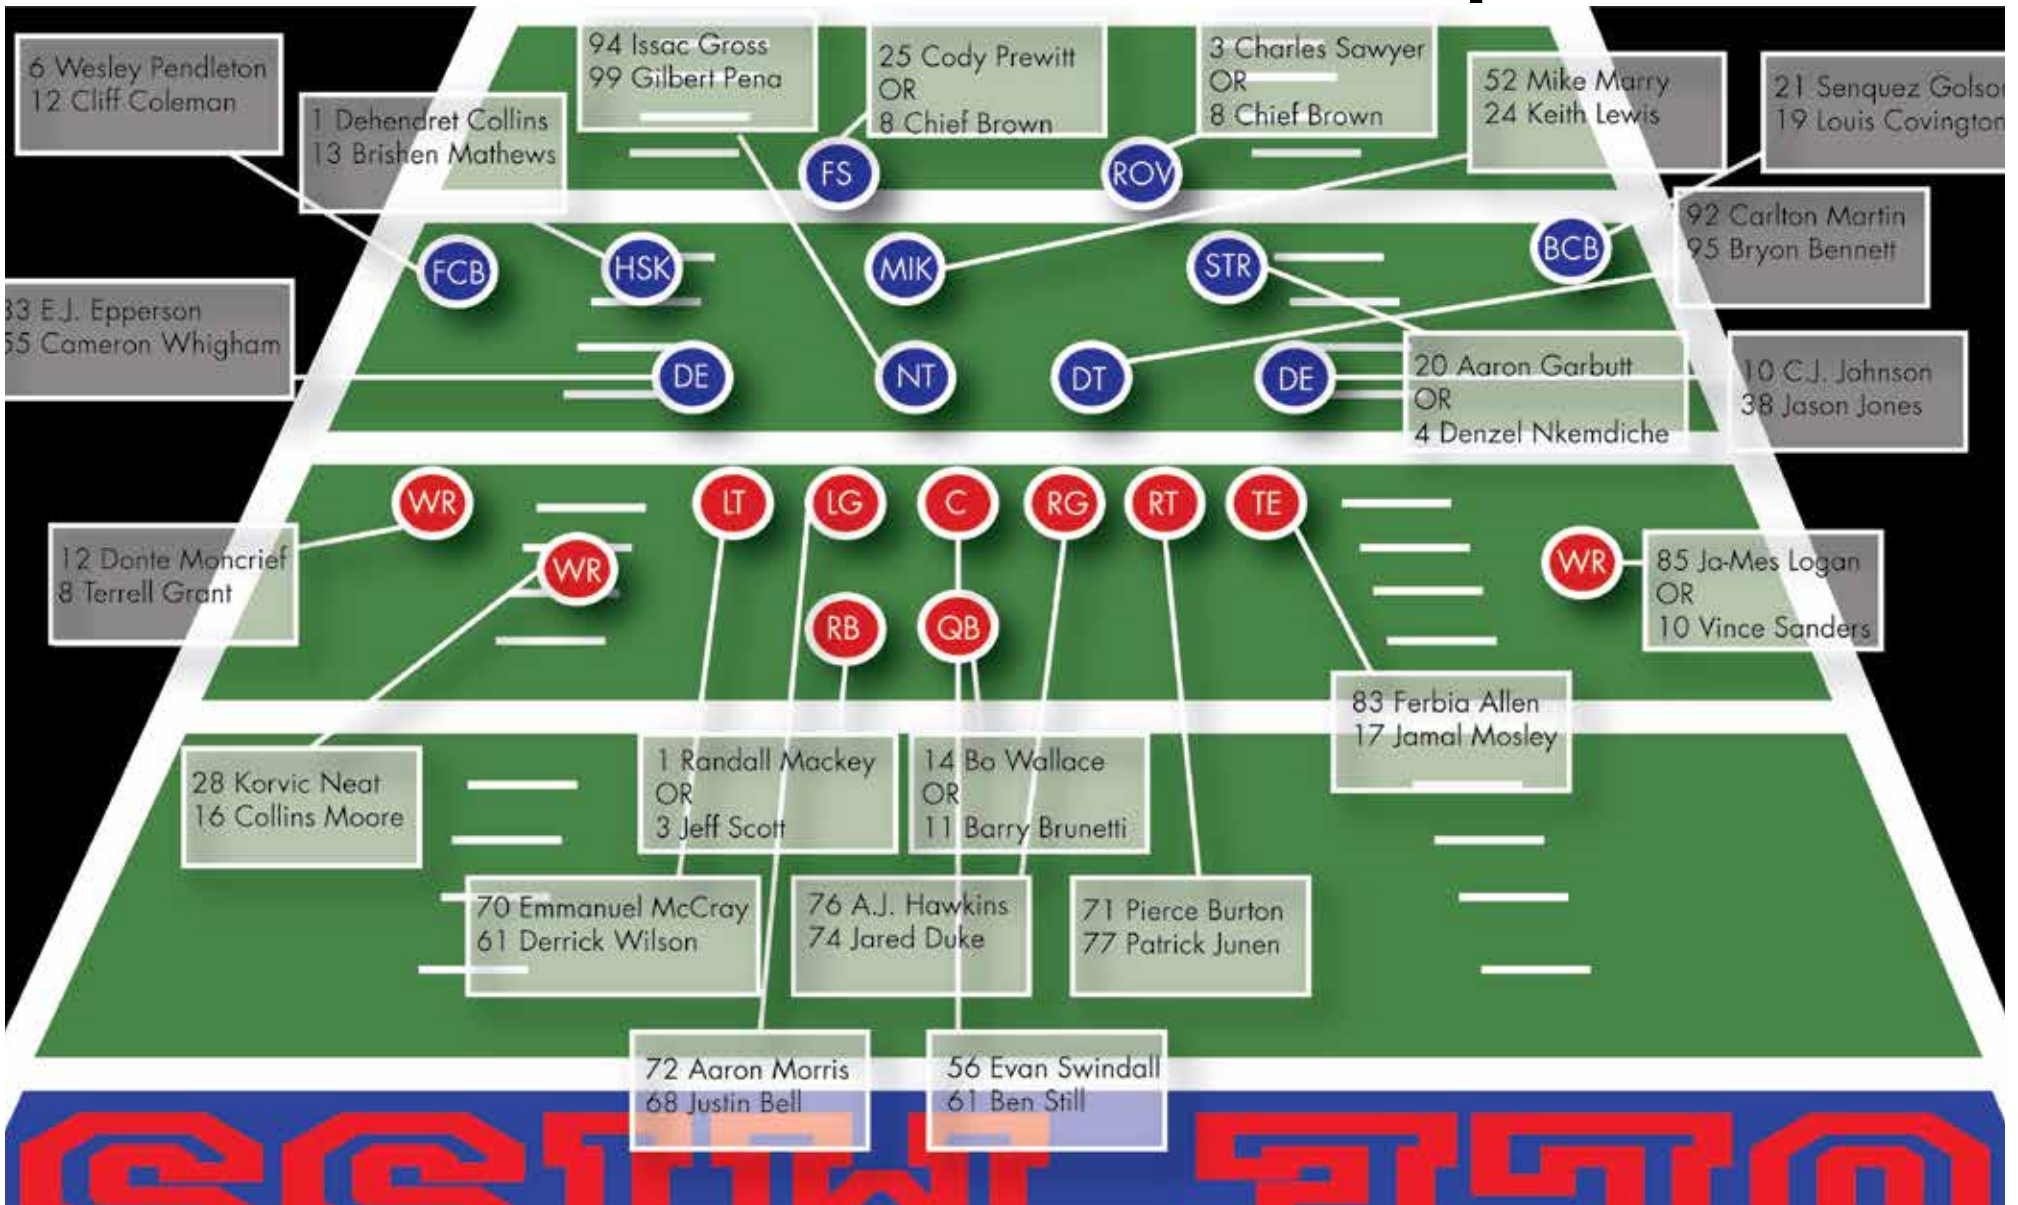 94 Issac Gross
99 Gilbert Pena
25 Cody Prewitt
OR
8 Chief Brown
3 Charles Sawyer
OR
8 Chief Brown
6 Wesley Pendleton
12 Cliff Coleman
52 Mike Marry
24 Keith Lewis
21 Senquez Golso
19 Louis Covington
1 Dehendret Collins
13 Brishen Mathews
FS
ROV
92 Carlton Martin
95 Bryon Bennett
FCB
HSK
MIK
STR
BCB
33 E.J. Epperson
55 Cameron Whigham
DE
NT
DT
DE
20 Aaron Garbutt
OR
4 Denzel Nkemdiche
10 C.J. Johnson
38 Jason Jones
WR
LT
LG
C
RG
RT
TE
12 Donte Moncrief
8 Terrell Grant
WR
WR
85 Ja-Mes Logan
OR
10 Vince Sanders
RB
QB
83 Ferbia Allen
17 Jamal Mosley
28 Korvic Neat
16 Collins Moore
1 Randall Mackey
OR
3 Jeff Scott
14 Bo Wallace
OR
11 Barry Brunetti
70 Emmanuel McCray
61 Derrick Wilson
76 A.J. Hawkins
74 Jared Duke
71 Pierce Burton
77 Patrick Junen
72 Aaron Morris
68 Justin Bell
56 Evan Swindall
61 Ben Still
OLE MISS